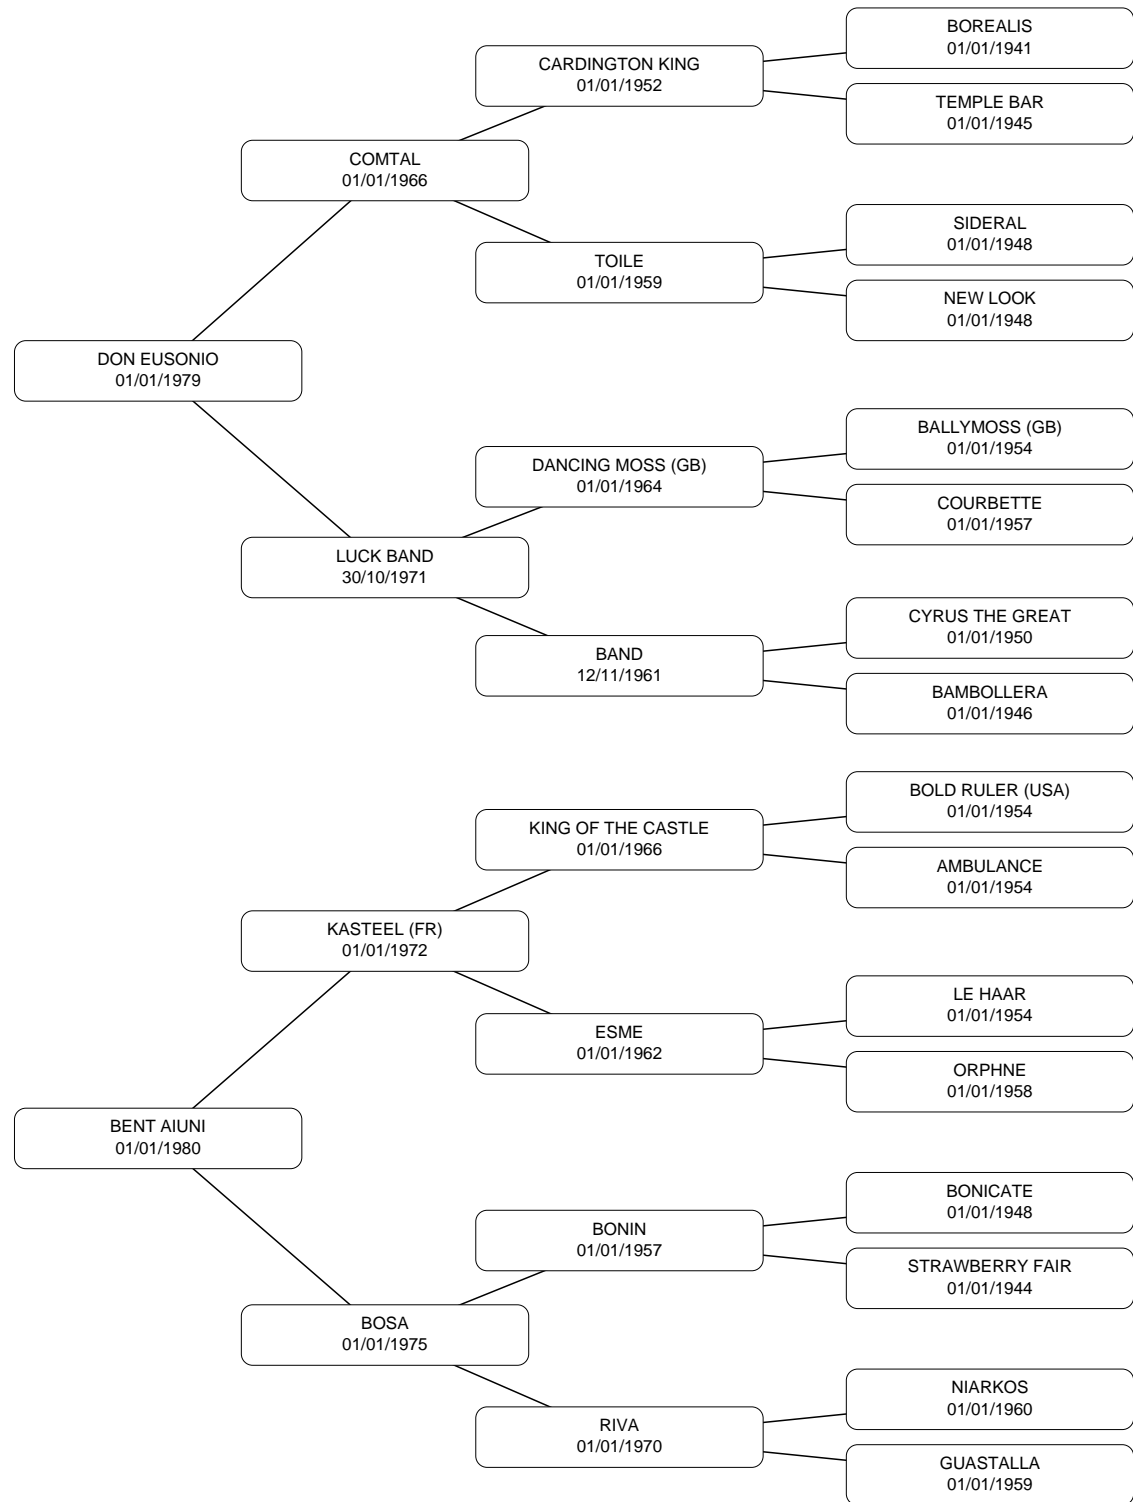 BOREALIS
01/01/1941
CARDINGTON KING
01/01/1952
TEMPLE BAR
01/01/1945
COMTAL
01/01/1966
SIDERAL
01/01/1948
TOILE
01/01/1959
NEW LOOK
01/01/1948
DON EUSONIO
01/01/1979
BALLYMOSS (GB)
01/01/1954
DANCING MOSS (GB)
01/01/1964
COURBETTE
01/01/1957
LUCK BAND
30/10/1971
CYRUS THE GREAT
01/01/1950
BAND
12/11/1961
BAMBOLLERA
01/01/1946
BOLD RULER (USA)
01/01/1954
KING OF THE CASTLE
01/01/1966
AMBULANCE
01/01/1954
KASTEEL (FR)
01/01/1972
LE HAAR
01/01/1954
ESME
01/01/1962
ORPHNE
01/01/1958
BENT AIUNI
01/01/1980
BONICATE
01/01/1948
BONIN
01/01/1957
STRAWBERRY FAIR
01/01/1944
BOSA
01/01/1975
NIARKOS
01/01/1960
RIVA
01/01/1970
GUASTALLA
01/01/1959